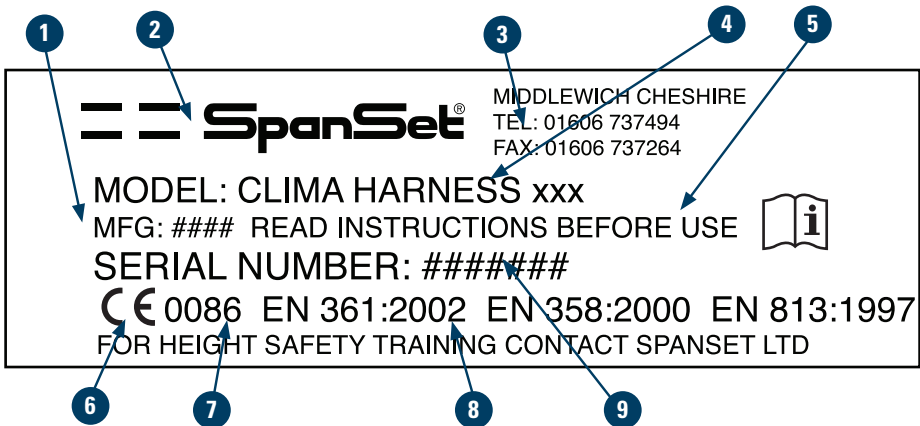 1 2 3 4 5
SpanSet®
MIDDLEWICH CHESHIRE
TEL: 01606 737494
FAX: 01606 737264
MODEL: CLIMA HARNESS xxx
MFG: #### READ INSTRUCTIONS BEFORE USE
i
SERIAL NUMBER: #######
CE 0086 EN 361:2002 EN 358:2000 EN 813:1997
FOR HEIGHT SAFETY TRAINING CONTACT SPANSET LTD
6 7 8 9